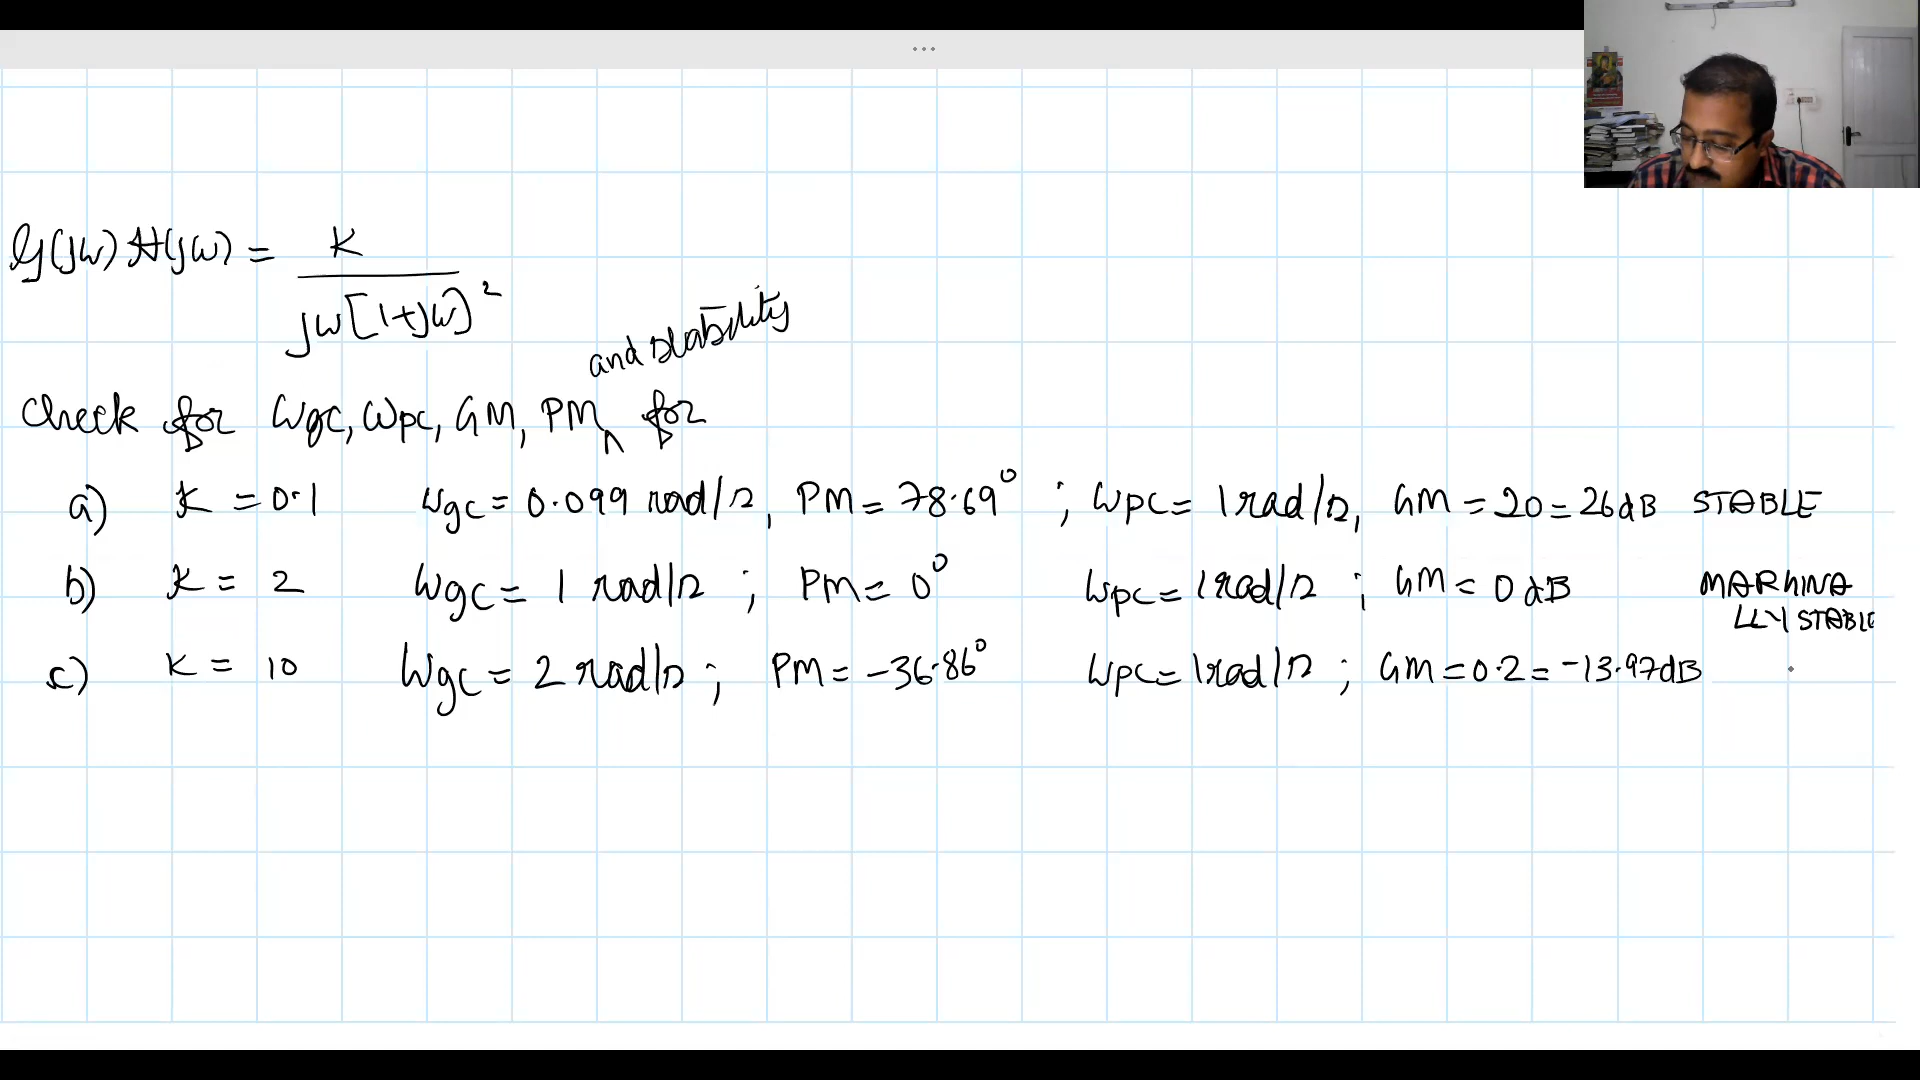 G(jω)H(jω) = K
jω[1+jω]²
and stability
Check for ωgc, ωpc, GM, PM ∧ for
a) K = 0.1 ωgc = 0.099 rad/s, PM = 78.69° ; ωpc = 1 rad/s, GM = 20 = 26dB STABLE
b) K = 2 ωgc = 1 rad/s ; PM = 0° ωpc = 1 rad/s ; GM = 0 dB MARGINA
LLY STABLE
c) K = 10 ωgc = 2 rad/s ; PM = -36.86° ωpc = 1 rad/s ; GM = 0.2 = -13.97dB